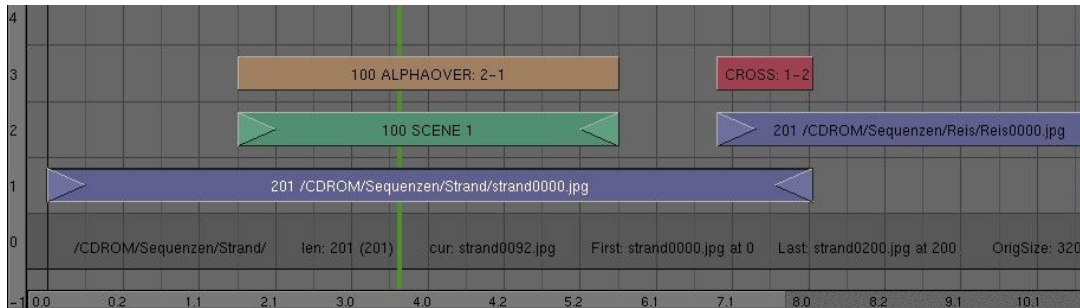 4
3 100 ALPHAOVER: 2-1 CROSS: 1-2
2 100 SCENE 1 201 /CDROM/Sequenzen/Reis/Reis0000.jpg
1 201 /CDROM/Sequenzen/Strand/strand0000.jpg
0 /CDROM/Sequenzen/Strand/ len: 201 (201) cur: strand0092.jpg First: strand0000.jpg at 0 Last: strand0200.jpg at 200 OrigSize: 320
-1 0.0 0.2 1.1 2.1 3.0 4.0 4.2 5.2 6.1 7.1 8.0 8.2 9.1 10.1